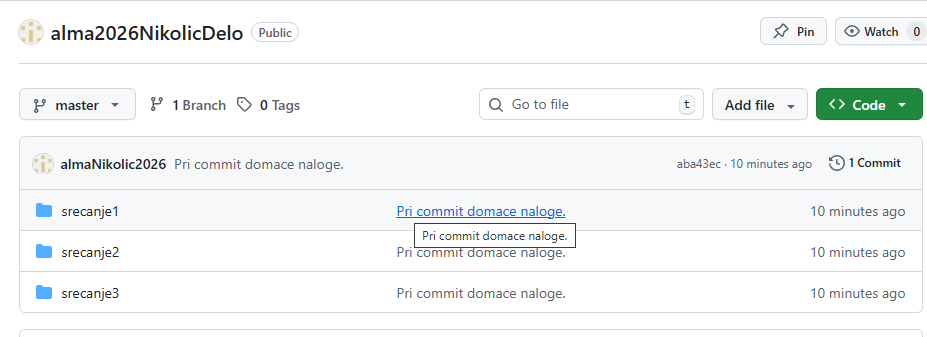 alma2026NikolicDelo Public Pin Watch 0
master 1 Branch 0 Tags Go to file t Add file Code
almaNikolic2026 Pri commit domace naloge. aba43ec · 10 minutes ago 1 Commit
srecanje1 Pri commit domace naloge. 10 minutes ago
Pri commit domace naloge.
srecanje2 Pri commit domace naloge. 10 minutes ago
srecanje3 Pri commit domace naloge. 10 minutes ago